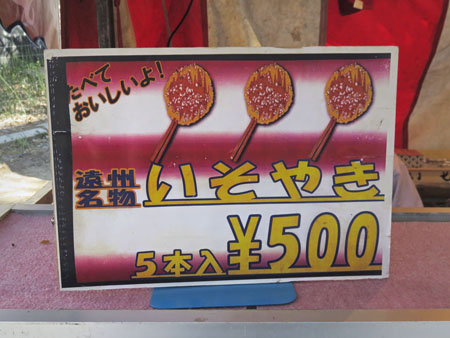 たべて
おいしいよ!
遠州
名物
いそやき
5本入¥500